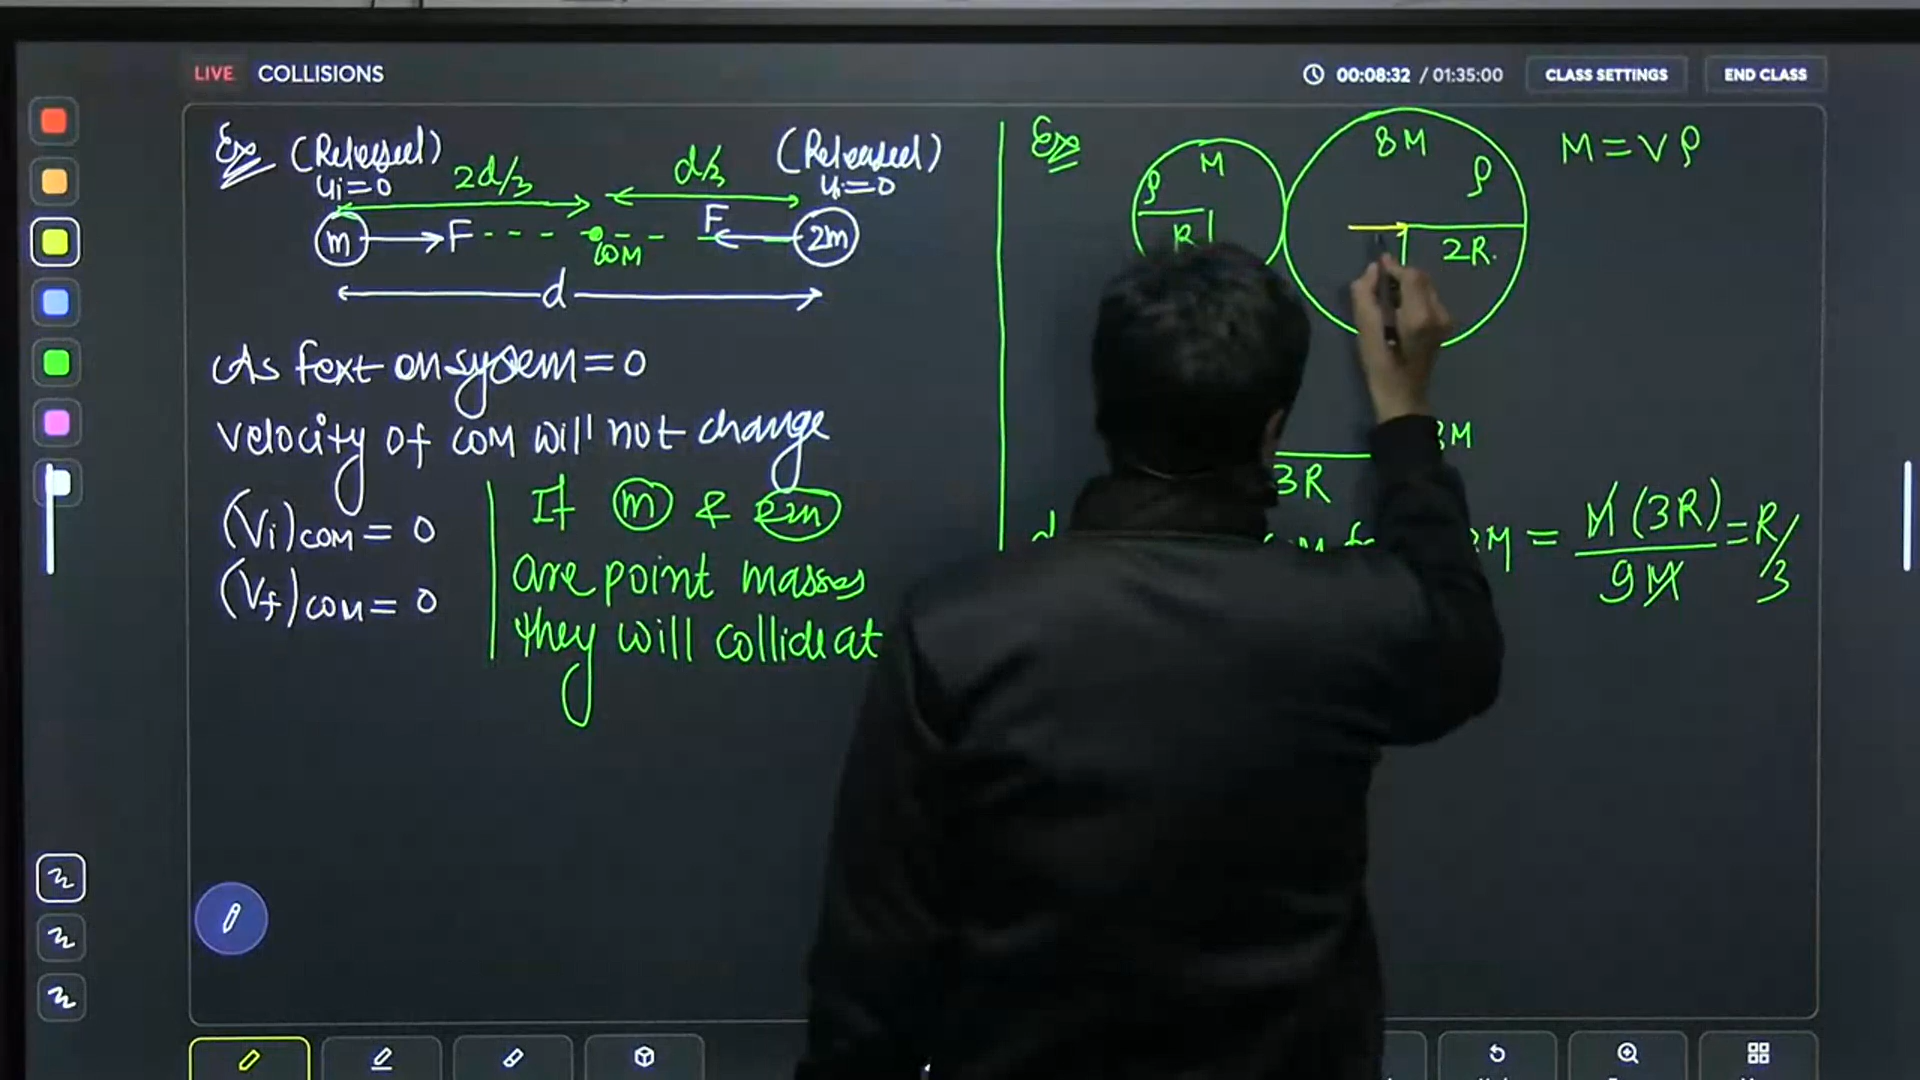 LIVE COLLISIONS
00:08:32 / 01:35:00
CLASS SETTINGS
END CLASS
Ex (Released) (Released)
ui=0 2d/3 d/3 ui=0
m F COM F 2m
d
As fext on system = 0
velocity of COM will not change
(Vi)COM = 0
(Vf)COM = 0
If m & 2m
are point masses
they will collide at
Ex
M 8M M = Vρ
ρ ρ
R 2R
M
3R
M = M(3R) / 9M = R/3